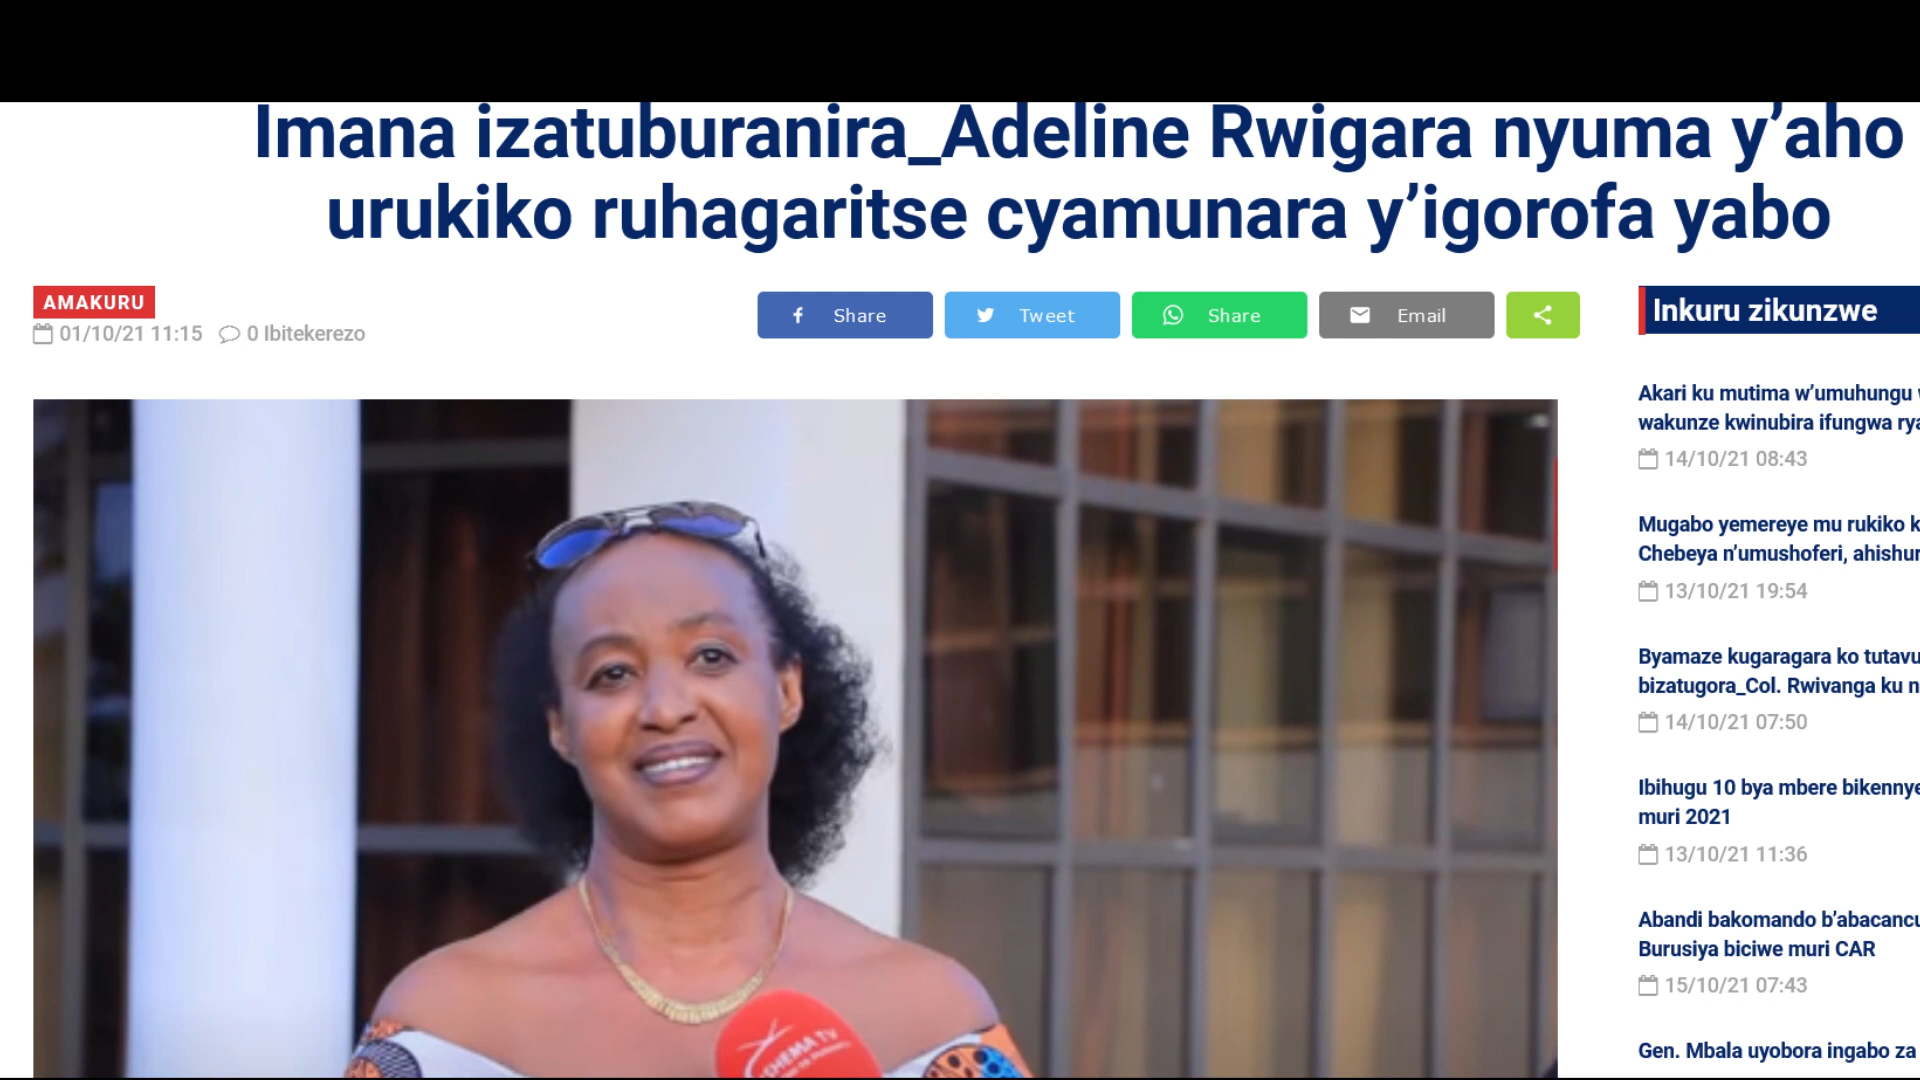 Imana izatuburanira_Adeline Rwigara nyuma y’aho
urukiko ruhagaritse cyamunara y’igorofa yabo
AMAKURU
01/10/21 11:15 0 Ibitekerezo
Share
Tweet
Share
Email
Inkuru zikunzwe
Akari ku mutima w’umuhungu
wakunze kwinubira ifungwa
14/10/21 08:43
Mugabo yemereye mu rukiko
Chebeya n’umushoferi,
13/10/21 19:54
Byamaze kugaragara ko
bizatugora_Col. Rwivanga ku
14/10/21 07:50
Ibihugu 10 bya mbere
muri 2021
13/10/21 11:36
Abandi bakomando
Burusiya biciwe muri CAR
15/10/21 07:43
Gen. Mbala uyobora ingabo za
TV